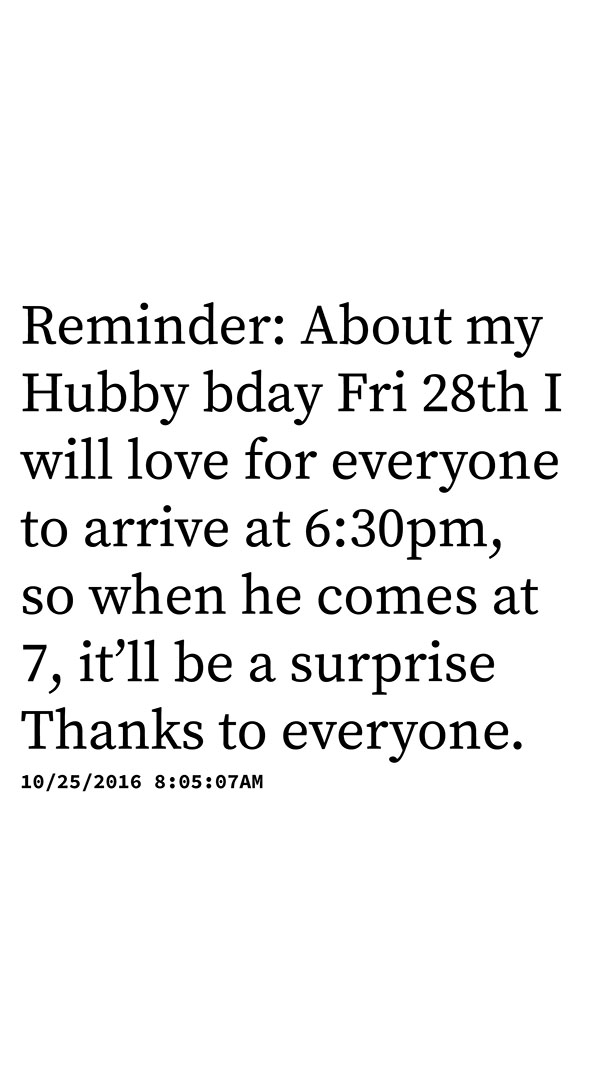 Reminder: About my
Hubby bday Fri 28th I
will love for everyone
to arrive at 6:30pm,
so when he comes at
7, it’ll be a surprise
Thanks to everyone.
10/25/2016 8:05:07AM